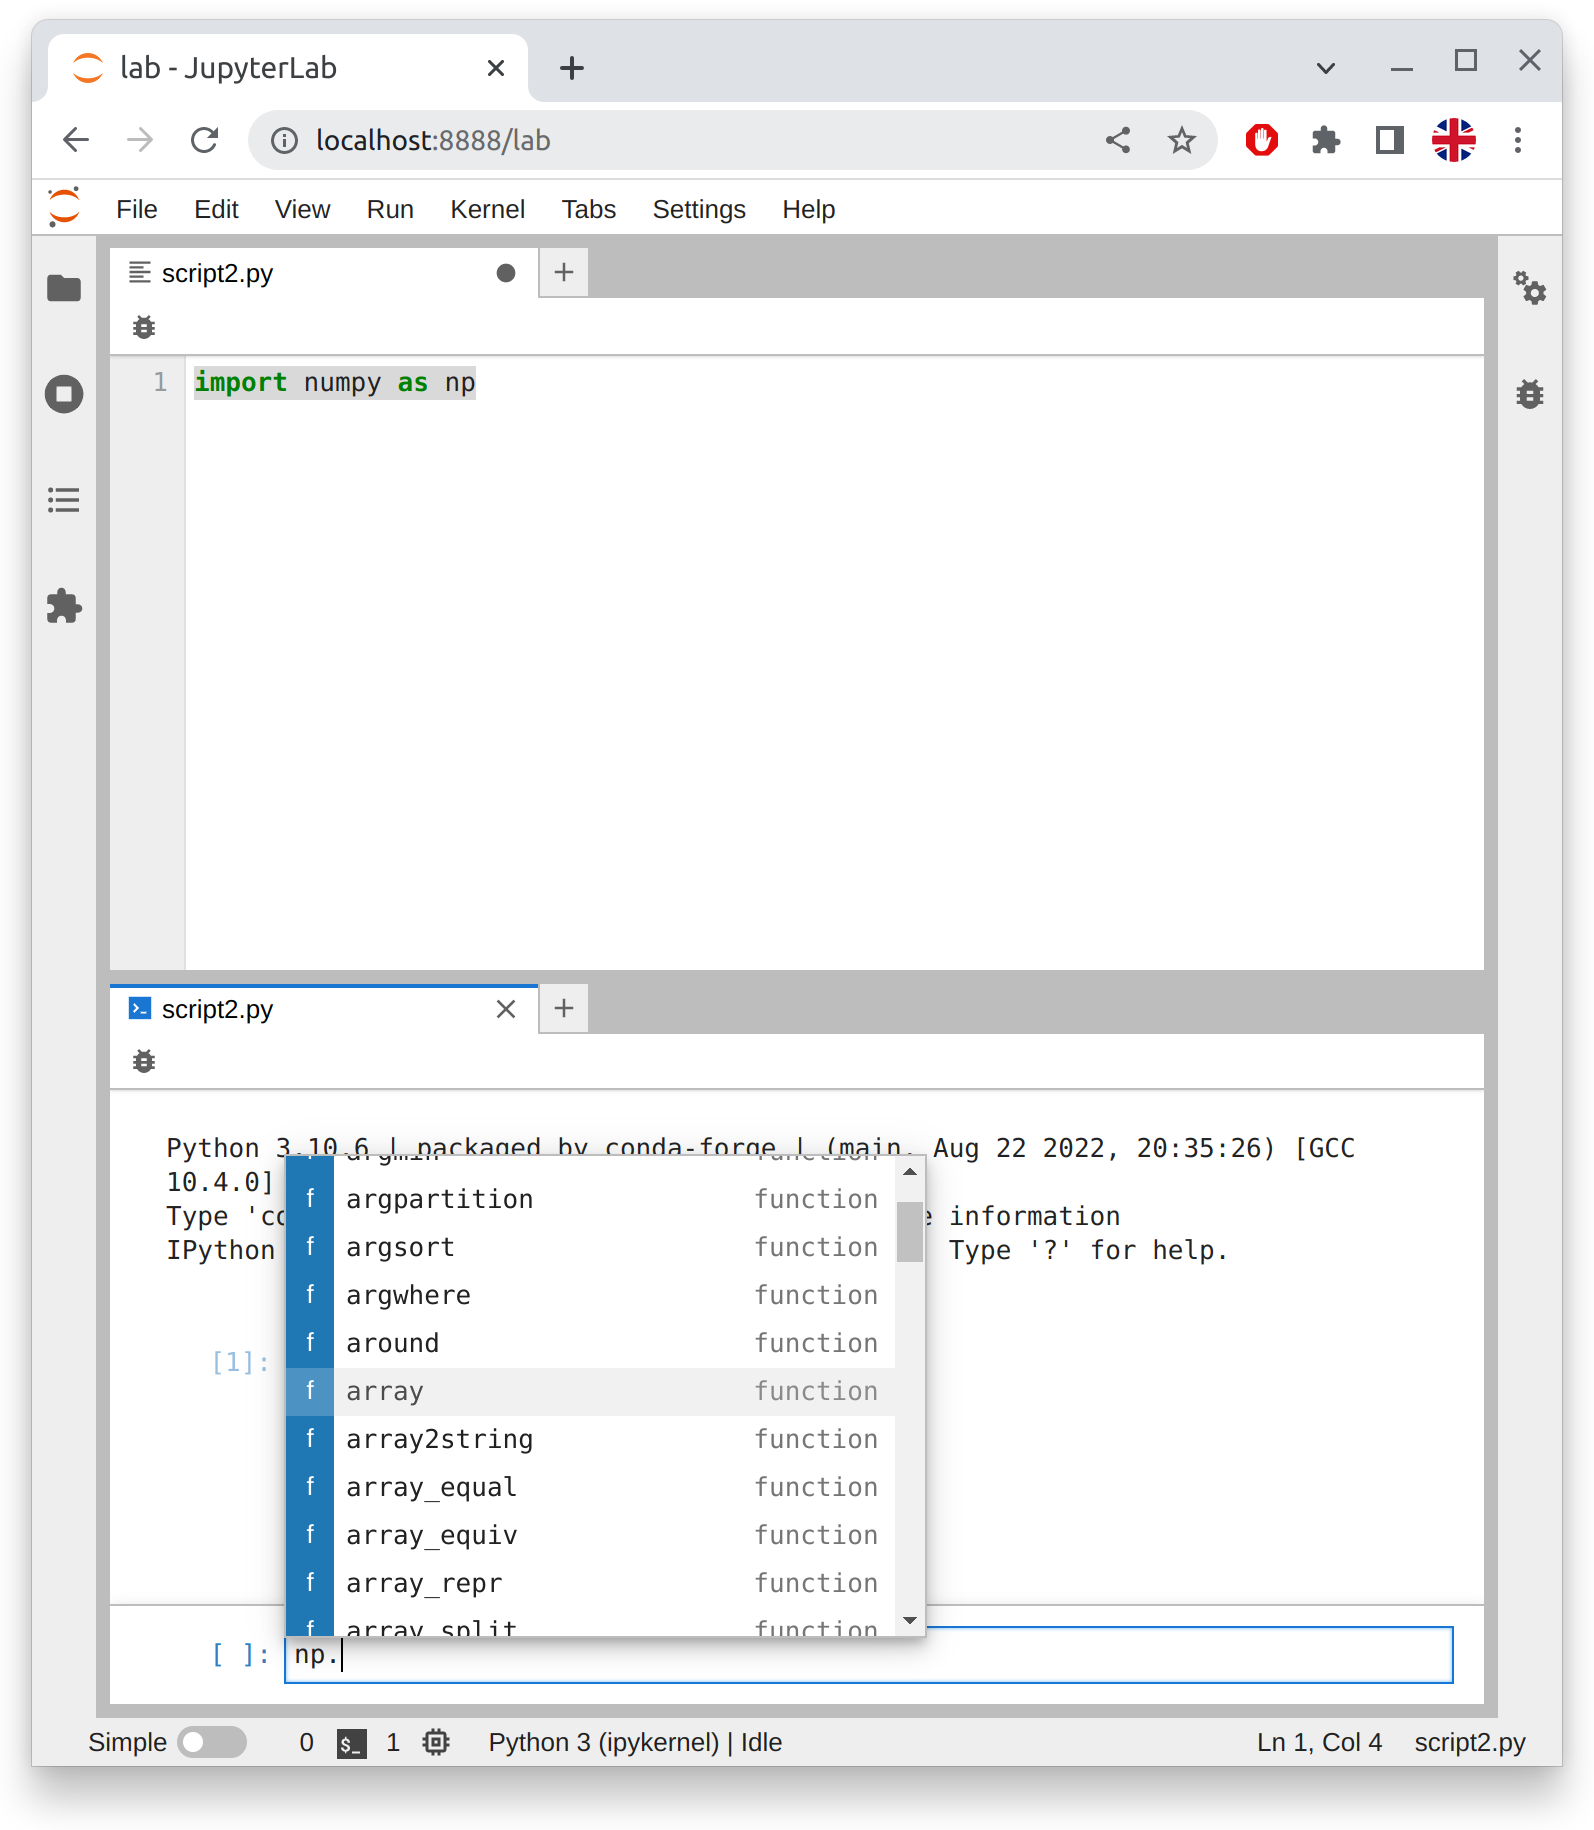 lab - JupyterLab
localhost:8888/lab
File Edit View Run Kernel Tabs Settings Help
script2.py
1 import numpy as np
script2.py
Python 3.10.6 | packaged by conda-forge | (main, Aug 22 2022, 20:35:26) [GCC
10.4.0]
Type 'co
information
IPython
Type '?' for help.
[1]:
argmin function
f argpartition function
f argsort function
f argwhere function
f around function
f array function
f array2string function
f array_equal function
f array_equiv function
f array_repr function
f array_split function
[ ]: np.
Simple 0 $_ 1 Python 3 (ipykernel) | Idle Ln 1, Col 4 script2.py